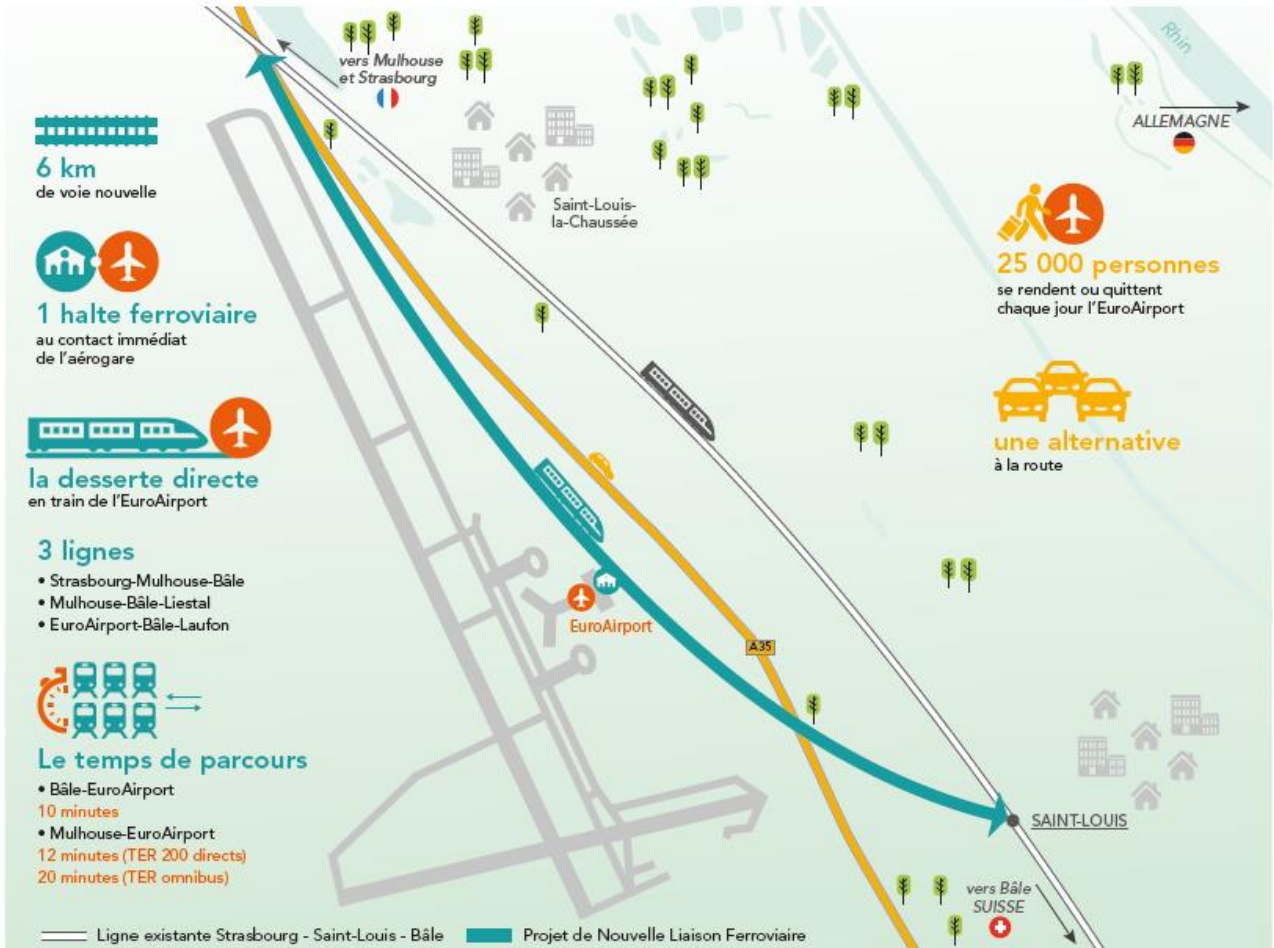 6 km
de voie nouvelle
1 halte ferroviaire
au contact immédiat
de l'aérogare
la desserte directe
en train de l'EuroAirport
3 lignes
• Strasbourg-Mulhouse-Bâle
• Mulhouse-Bâle-Liestal
• EuroAirport-Bâle-Laufon
Le temps de parcours
• Bâle-EuroAirport
10 minutes
• Mulhouse-EuroAirport
12 minutes (TER 200 directs)
20 minutes (TER omnibus)
vers Mulhouse
et Strasbourg
Saint-Louis-
la-Chaussée
EuroAirport
A35
Rhin
ALLEMAGNE
25 000 personnes
se rendent ou quittent
chaque jour l'EuroAirport
une alternative
à la route
SAINT-LOUIS
vers Bâle
SUISSE
Ligne existante Strasbourg - Saint-Louis - Bâle
Projet de Nouvelle Liaison Ferroviaire